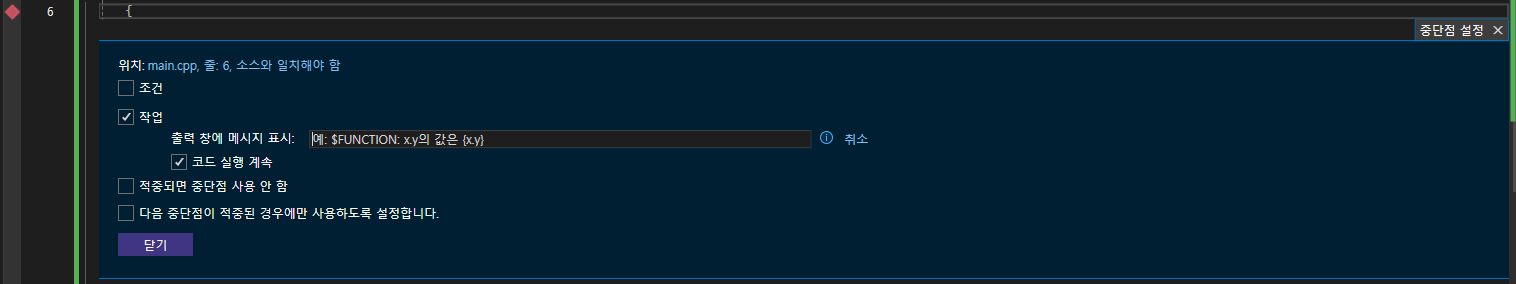 6 {
중단점 설정 ×
위치: main.cpp, 줄: 6, 소스와 일치해야 함
조건
작업
출력 창에 메시지 표시: 예: $FUNCTION: x.y의 값은 {x.y} 취소
코드 실행 계속
적중되면 중단점 사용 안 함
다음 중단점이 적중된 경우에만 사용하도록 설정합니다.
닫기